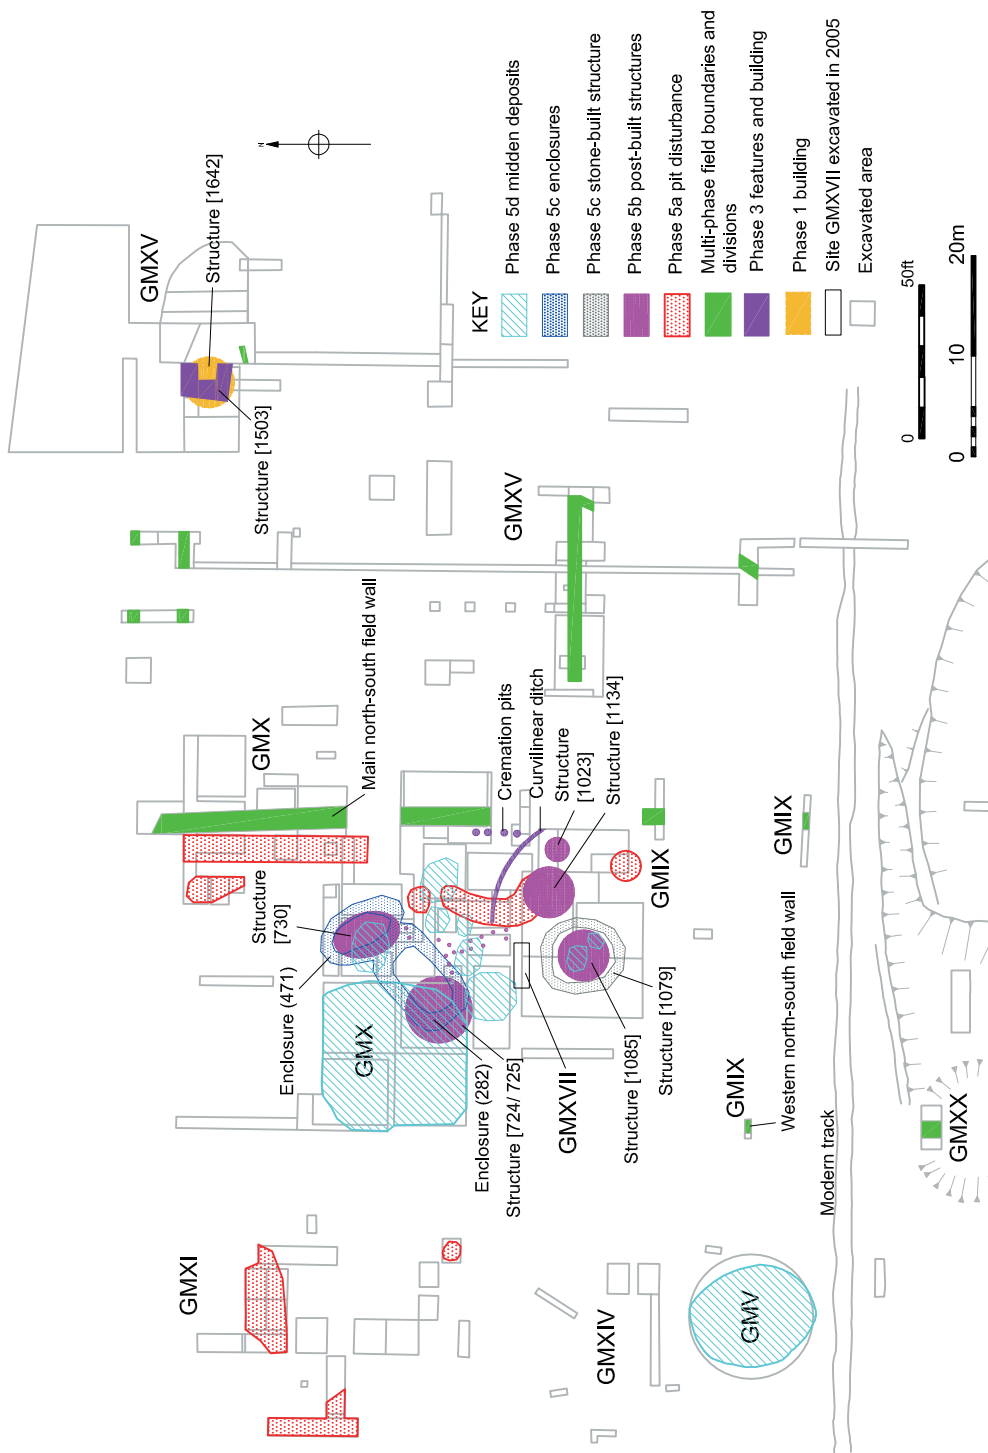 GMXV
Structure [1642]
N
Structure [1503]
GMX
Main north-south field wall
GMXV
Structure
[730]
Enclosure (471)
GMX
Enclosure (282)
Structure [724/ 725]
GMXVII
Structure [1085]
Structure [1079]
Cremation pits
Curvilinear ditch
Structure
[1023]
Structure [1134]
GMIX
GMIX
GMIX
Western north-south field wall
Modern track
GMXX
GMXI
GMXIV
GMV
KEY
Phase 5d midden deposits
Phase 5c enclosures
Phase 5c stone-built structure
Phase 5b post-built structures
Phase 5a pit disturbance
Multi-phase field boundaries and
divisions
Phase 3 features and building
Phase 1 building
Site GMXVII excavated in 2005
Excavated area
0 50ft
0 10 20m